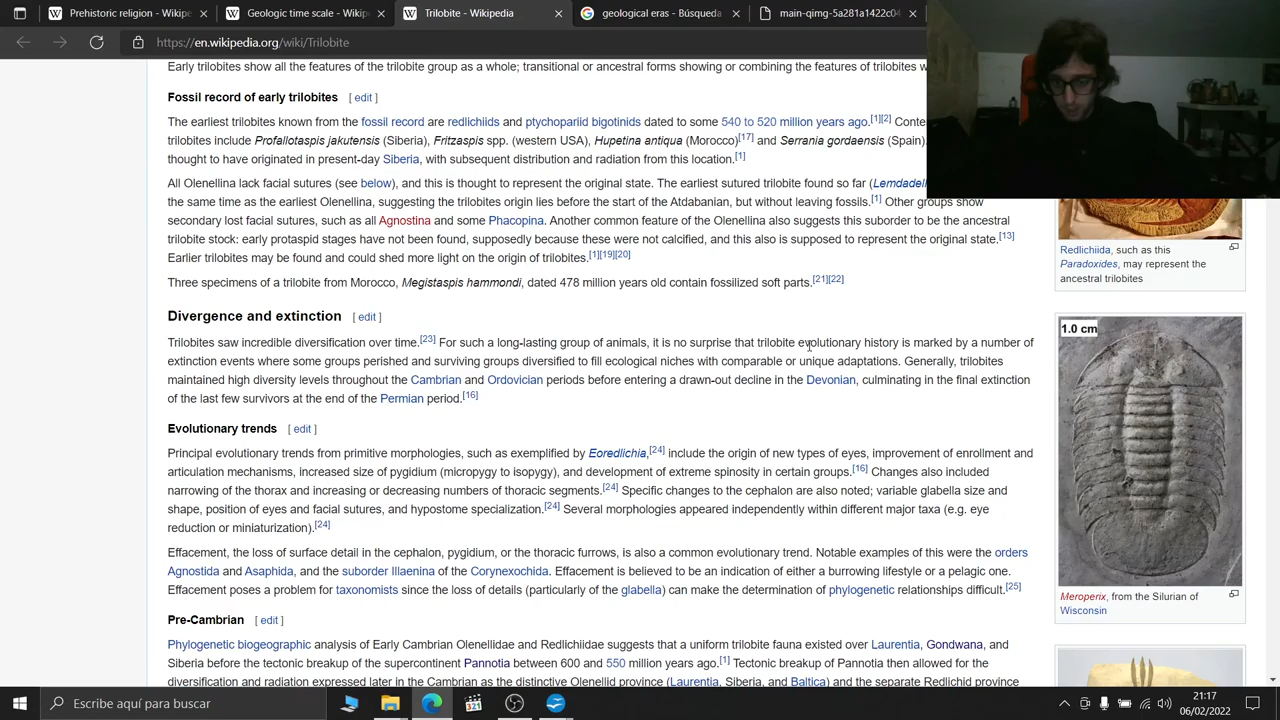 Prehistoric religion - Wikipe
Geologic time scale - Wikipedi
Trilobite - Wikipedia
geological eras - Búsqueda
main-qimg-5a281a1422c04
https://en.wikipedia.org/wiki/Trilobite
Early trilobites show all the features of the trilobite group as a whole; transitional or ancestral forms showing or combining the features of trilobites w
Fossil record of early trilobites [ edit ]
The earliest trilobites known from the fossil record are redlichiids and ptychopariid bigotinids dated to some 540 to 520 million years ago.[1][2] Conte
trilobites include Profallotaspis jakutensis (Siberia), Fritzaspis spp. (western USA), Hupetina antiqua (Morocco)[17] and Serrania gordaensis (Spain).
thought to have originated in present-day Siberia, with subsequent distribution and radiation from this location.[1]
All Olenellina lack facial sutures (see below), and this is thought to represent the original state. The earliest sutured trilobite found so far (Lemdadell
the same time as the earliest Olenellina, suggesting the trilobites origin lies before the start of the Atdabanian, but without leaving fossils.[1] Other groups show
secondary lost facial sutures, such as all Agnostina and some Phacopina. Another common feature of the Olenellina also suggests this suborder to be the ancestral
trilobite stock: early protaspid stages have not been found, supposedly because these were not calcified, and this also is supposed to represent the original state.[13]
Earlier trilobites may be found and could shed more light on the origin of trilobites.[1][19][20]
Three specimens of a trilobite from Morocco, Megistaspis hammondi, dated 478 million years old contain fossilized soft parts.[21][22]
Divergence and extinction [ edit ]
Trilobites saw incredible diversification over time.[23] For such a long-lasting group of animals, it is no surprise that trilobite evolutionary history is marked by a number of
extinction events where some groups perished and surviving groups diversified to fill ecological niches with comparable or unique adaptations. Generally, trilobites
maintained high diversity levels throughout the Cambrian and Ordovician periods before entering a drawn-out decline in the Devonian, culminating in the final extinction
of the last few survivors at the end of the Permian period.[16]
Evolutionary trends [ edit ]
Principal evolutionary trends from primitive morphologies, such as exemplified by Eoredlichia,[24] include the origin of new types of eyes, improvement of enrollment and
articulation mechanisms, increased size of pygidium (micropygy to isopygy), and development of extreme spinosity in certain groups.[16] Changes also included
narrowing of the thorax and increasing or decreasing numbers of thoracic segments.[24] Specific changes to the cephalon are also noted; variable glabella size and
shape, position of eyes and facial sutures, and hypostome specialization.[24] Several morphologies appeared independently within different major taxa (e.g. eye
reduction or miniaturization).[24]
Effacement, the loss of surface detail in the cephalon, pygidium, or the thoracic furrows, is also a common evolutionary trend. Notable examples of this were the orders
Agnostida and Asaphida, and the suborder Illaenina of the Corynexochida. Effacement is believed to be an indication of either a burrowing lifestyle or a pelagic one.
Effacement poses a problem for taxonomists since the loss of details (particularly of the glabella) can make the determination of phylogenetic relationships difficult.[25]
Pre-Cambrian [ edit ]
Phylogenetic biogeographic analysis of Early Cambrian Olenellidae and Redlichiidae suggests that a uniform trilobite fauna existed over Laurentia, Gondwana, and
Siberia before the tectonic breakup of the supercontinent Pannotia between 600 and 550 million years ago.[1] Tectonic breakup of Pannotia then allowed for the
diversification and radiation expressed later in the Cambrian as the distinctive Olenellid province (Laurentia, Siberia, and Baltica) and the separate Redlichid province
Redlichiida, such as this
Paradoxides, may represent the
ancestral trilobites
1.0 cm
Meroperix, from the Silurian of
Wisconsin
Escribe aquí para buscar
321
21:17
06/02/2022